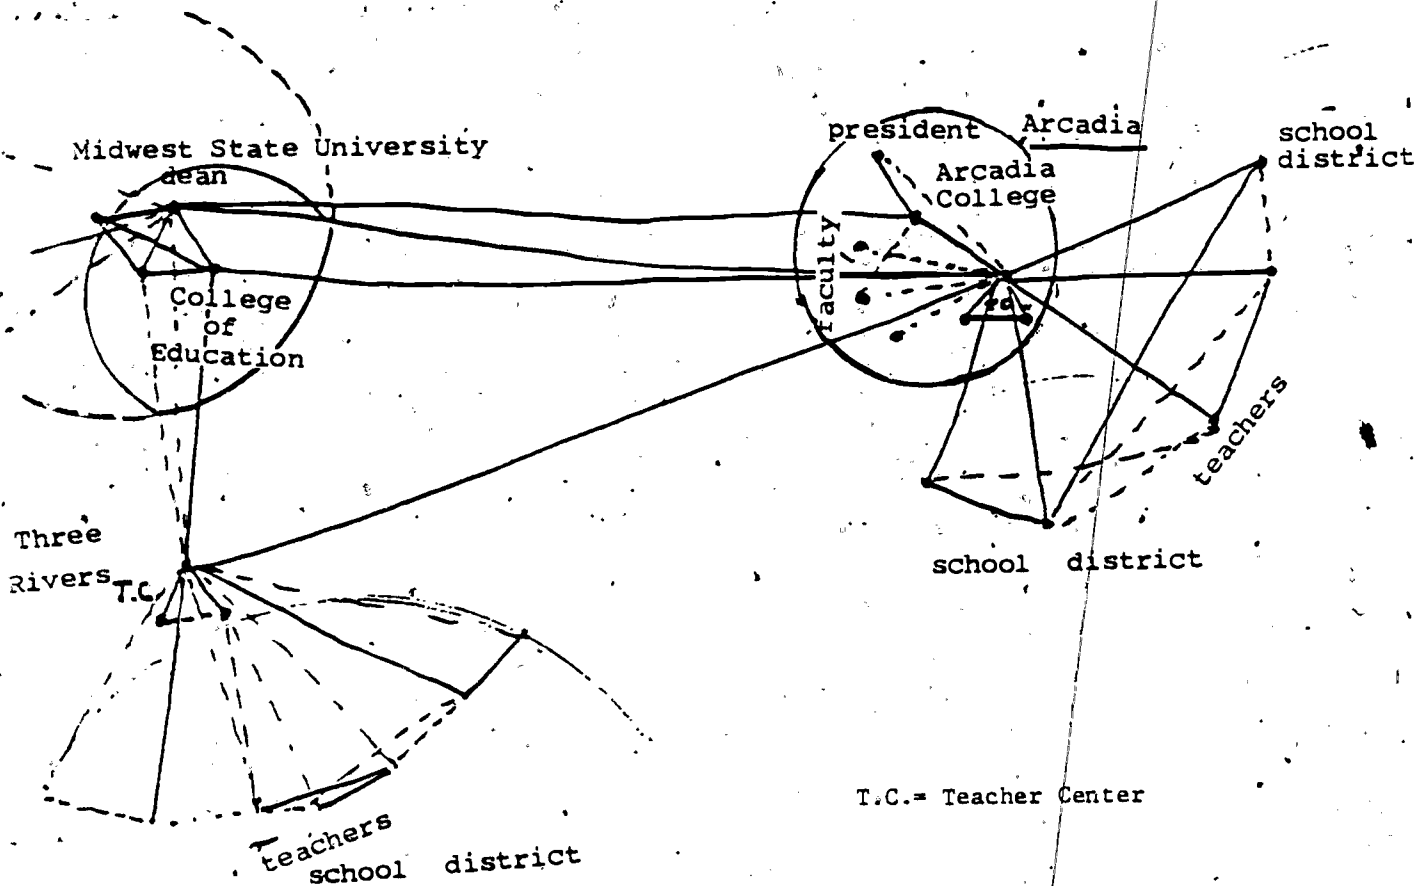 Midwest State University
dean
College
of
Education
president
Arcadia
Arcadia
College
Faculty
school
district
teachers
school district
Three
Rivers
T.C.
teachers
school district
T.C.= Teacher Center